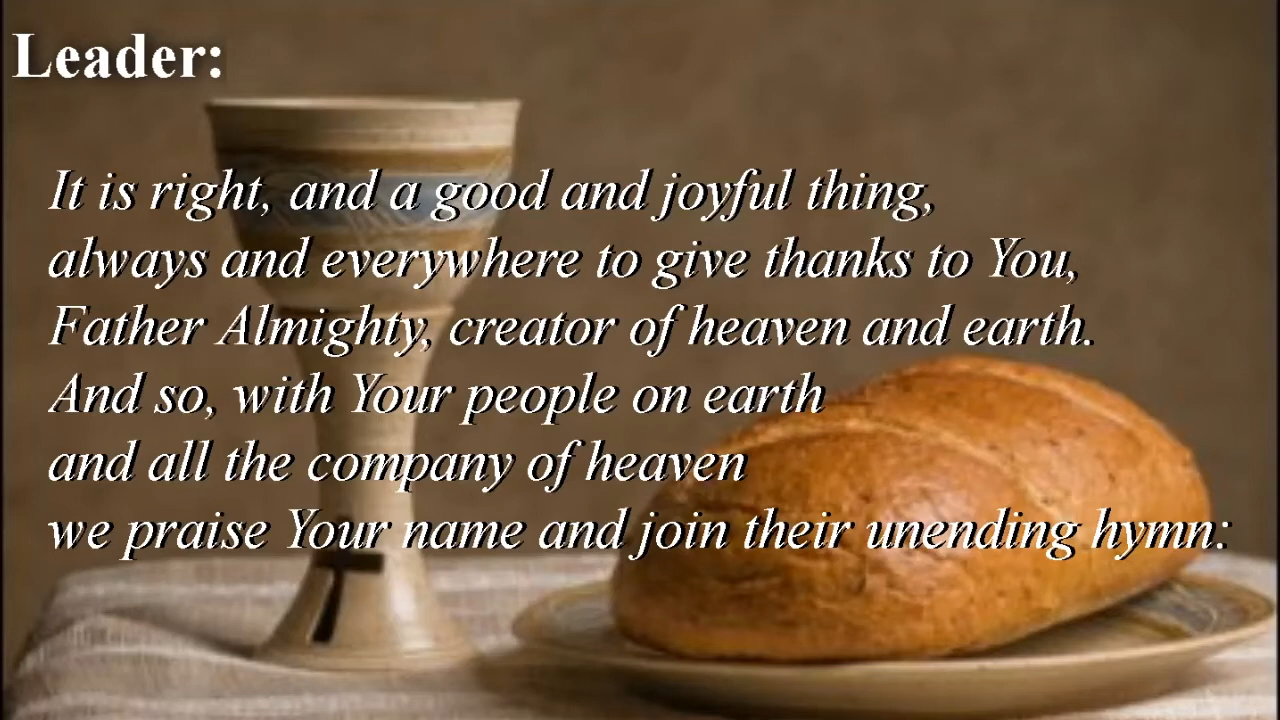 Leader:
It is right, and a good and joyful thing,
always and everywhere to give thanks to You,
Father Almighty, creator of heaven and earth.
And so, with Your people on earth
and all the company of heaven
we praise Your name and join their unending hymn: